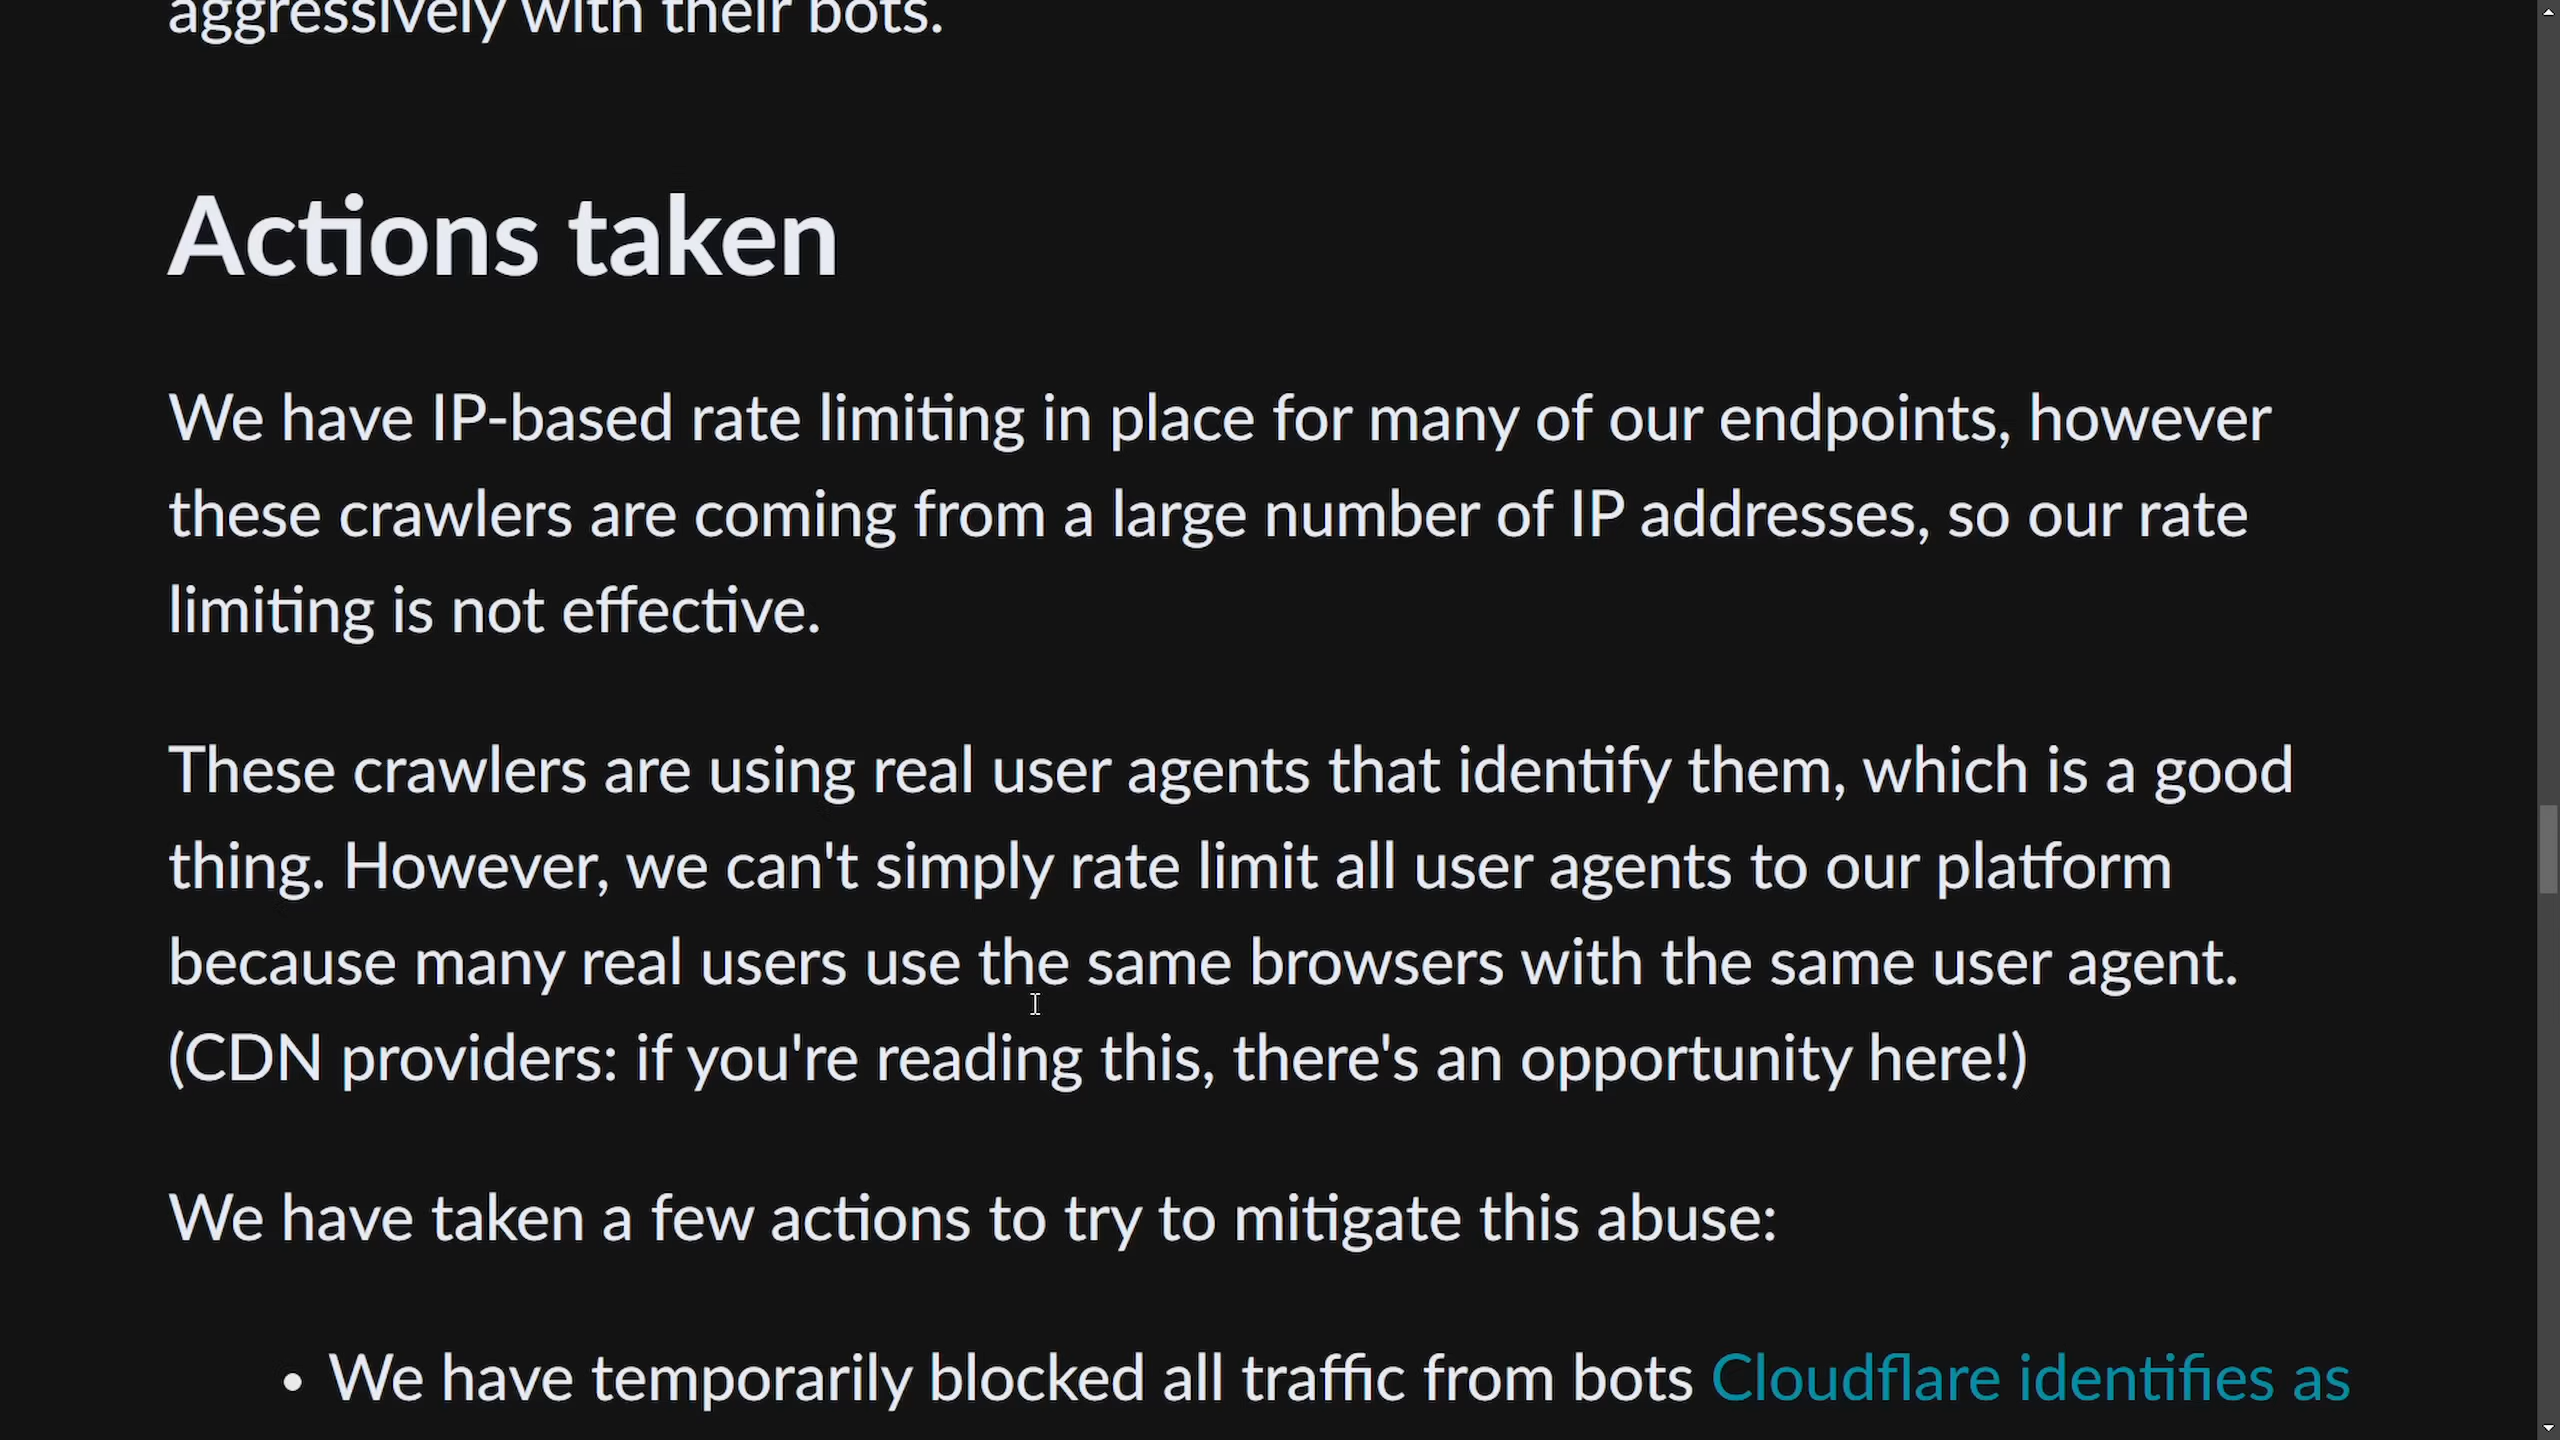 aggressively with their bots.
Actions taken
We have IP-based rate limiting in place for many of our endpoints, however
these crawlers are coming from a large number of IP addresses, so our rate
limiting is not effective.
These crawlers are using real user agents that identify them, which is a good
thing. However, we can't simply rate limit all user agents to our platform
because many real users use the same browsers with the same user agent.
(CDN providers: if you're reading this, there's an opportunity here!)
We have taken a few actions to try to mitigate this abuse:
• We have temporarily blocked all traffic from bots Cloudflare identifies as